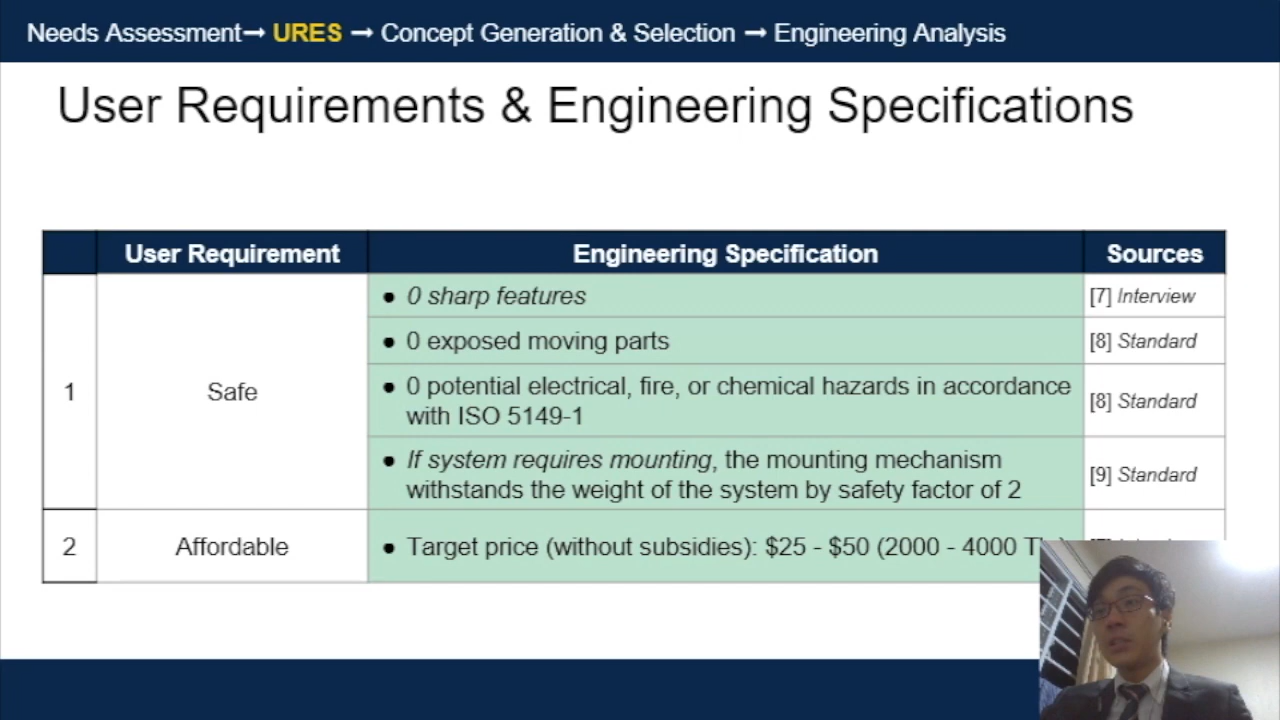 Needs Assessment→ URES → Concept Generation & Selection → Engineering Analysis
User Requirements & Engineering Specifications
User Requirement Engineering Specification Sources
1 Safe
● 0 sharp features [7] Interview
● 0 exposed moving parts [8] Standard
● 0 potential electrical, fire, or chemical hazards in accordance
with ISO 5149-1
[8] Standard
● If system requires mounting, the mounting mechanism
withstands the weight of the system by safety factor of 2
[9] Standard
2 Affordable ● Target price (without subsidies): $25 - $50 (2000 - 4000